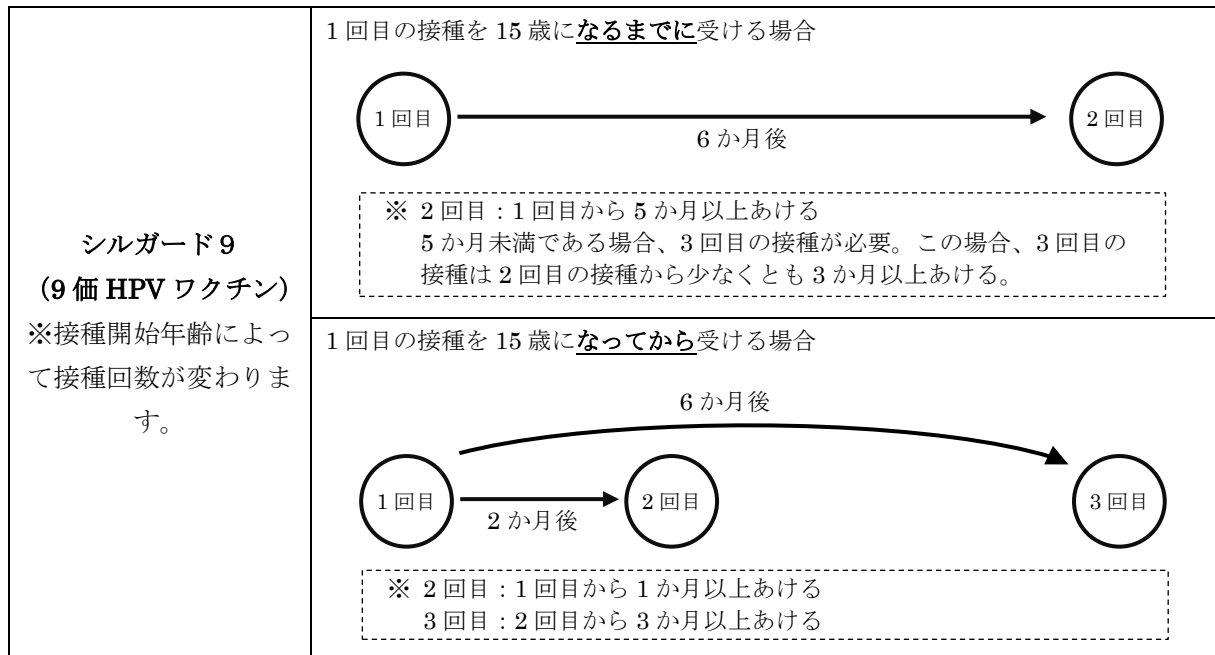 シルガード９
（9 価 HPV ワクチン）
※接種開始年齢によっ
て接種回数が変わりま
す。
1 回目の接種を 15 歳になるまでに受ける場合
1 回目
6 か月後
2 回目
※ 2 回目：1 回目から 5 か月以上あける
5 か月未満である場合、3 回目の接種が必要。この場合、3 回目の
接種は 2 回目の接種から少なくとも 3 か月以上あける。
1 回目の接種を 15 歳になってから受ける場合
6 か月後
1 回目
2 か月後
2 回目
3 回目
※ 2 回目：1 回目から 1 か月以上あける
3 回目：2 回目から 3 か月以上あける